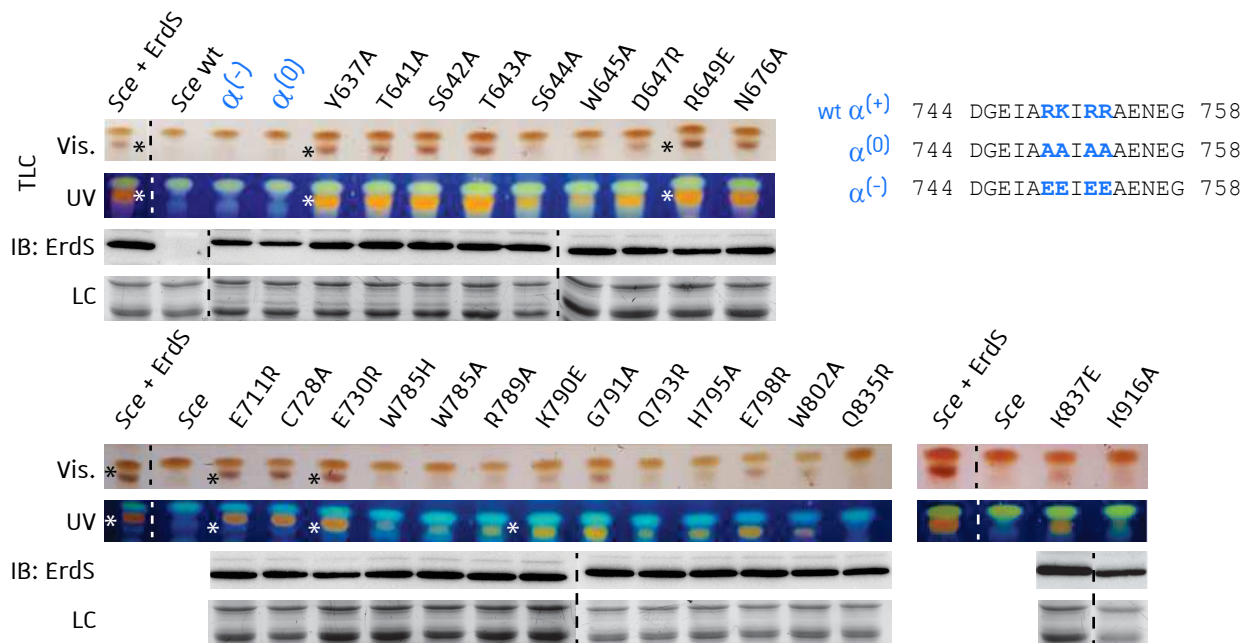 Sce + ErdS Sce wt α(-) α(0) Y637A T641A S642A T643A S644A W645A D647R R649E N676A
TLC
Vis. * * *
UV * * *
IB: ErdS
LC
wt α(+) 744 DGEIARKIRRAENEG 758
α(0) 744 DGEIAAAIAAAENEG 758
α(-) 744 DGEIAEEIEEAENEG 758
Sce + ErdS Sce E711R C728A E730R W785H W785A R789A K790E G791A Q793R H795A E798R W802A Q835R Sce + ErdS Sce K837E K916A
Vis. * * *
UV * * * *
IB: ErdS
LC